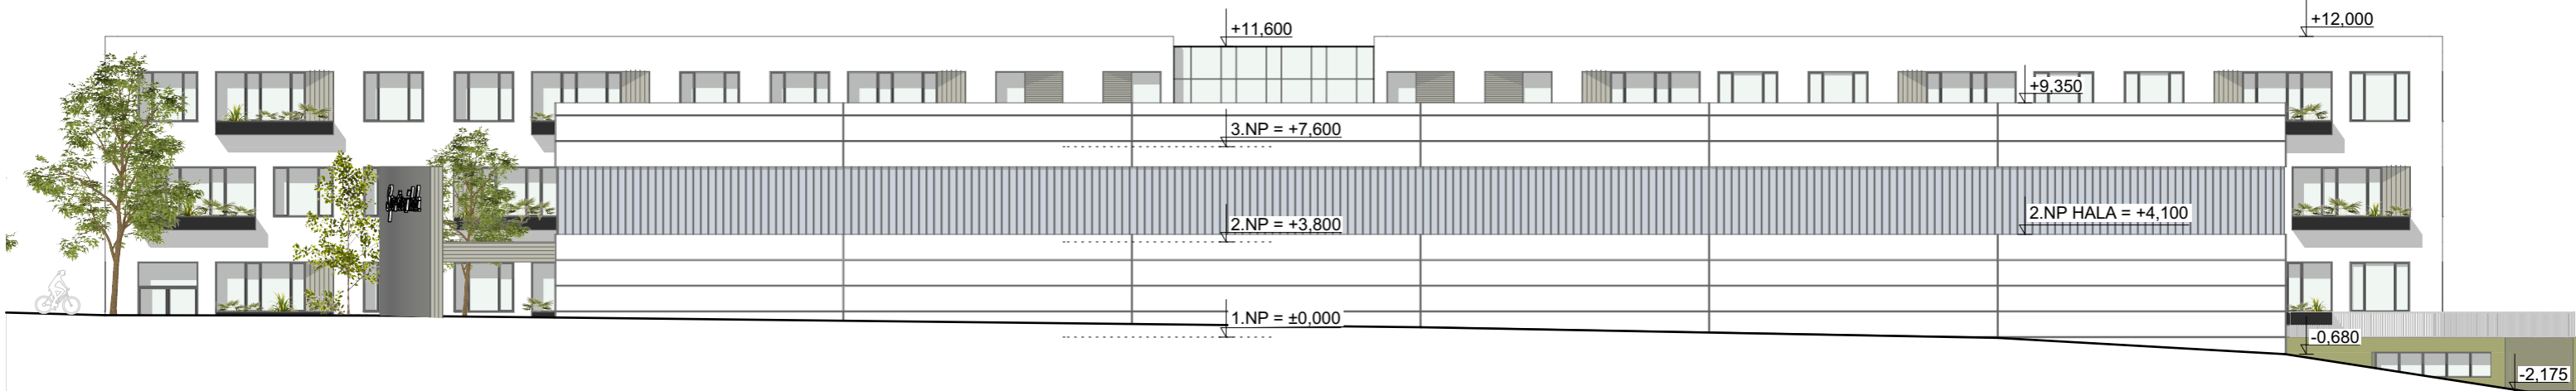 +12,000
+11,600
+9,350
3.NP = +7,600
2.NP HALA = +4,100
2.NP = +3,800
1.NP = ±0,000
-0,680
-2,175